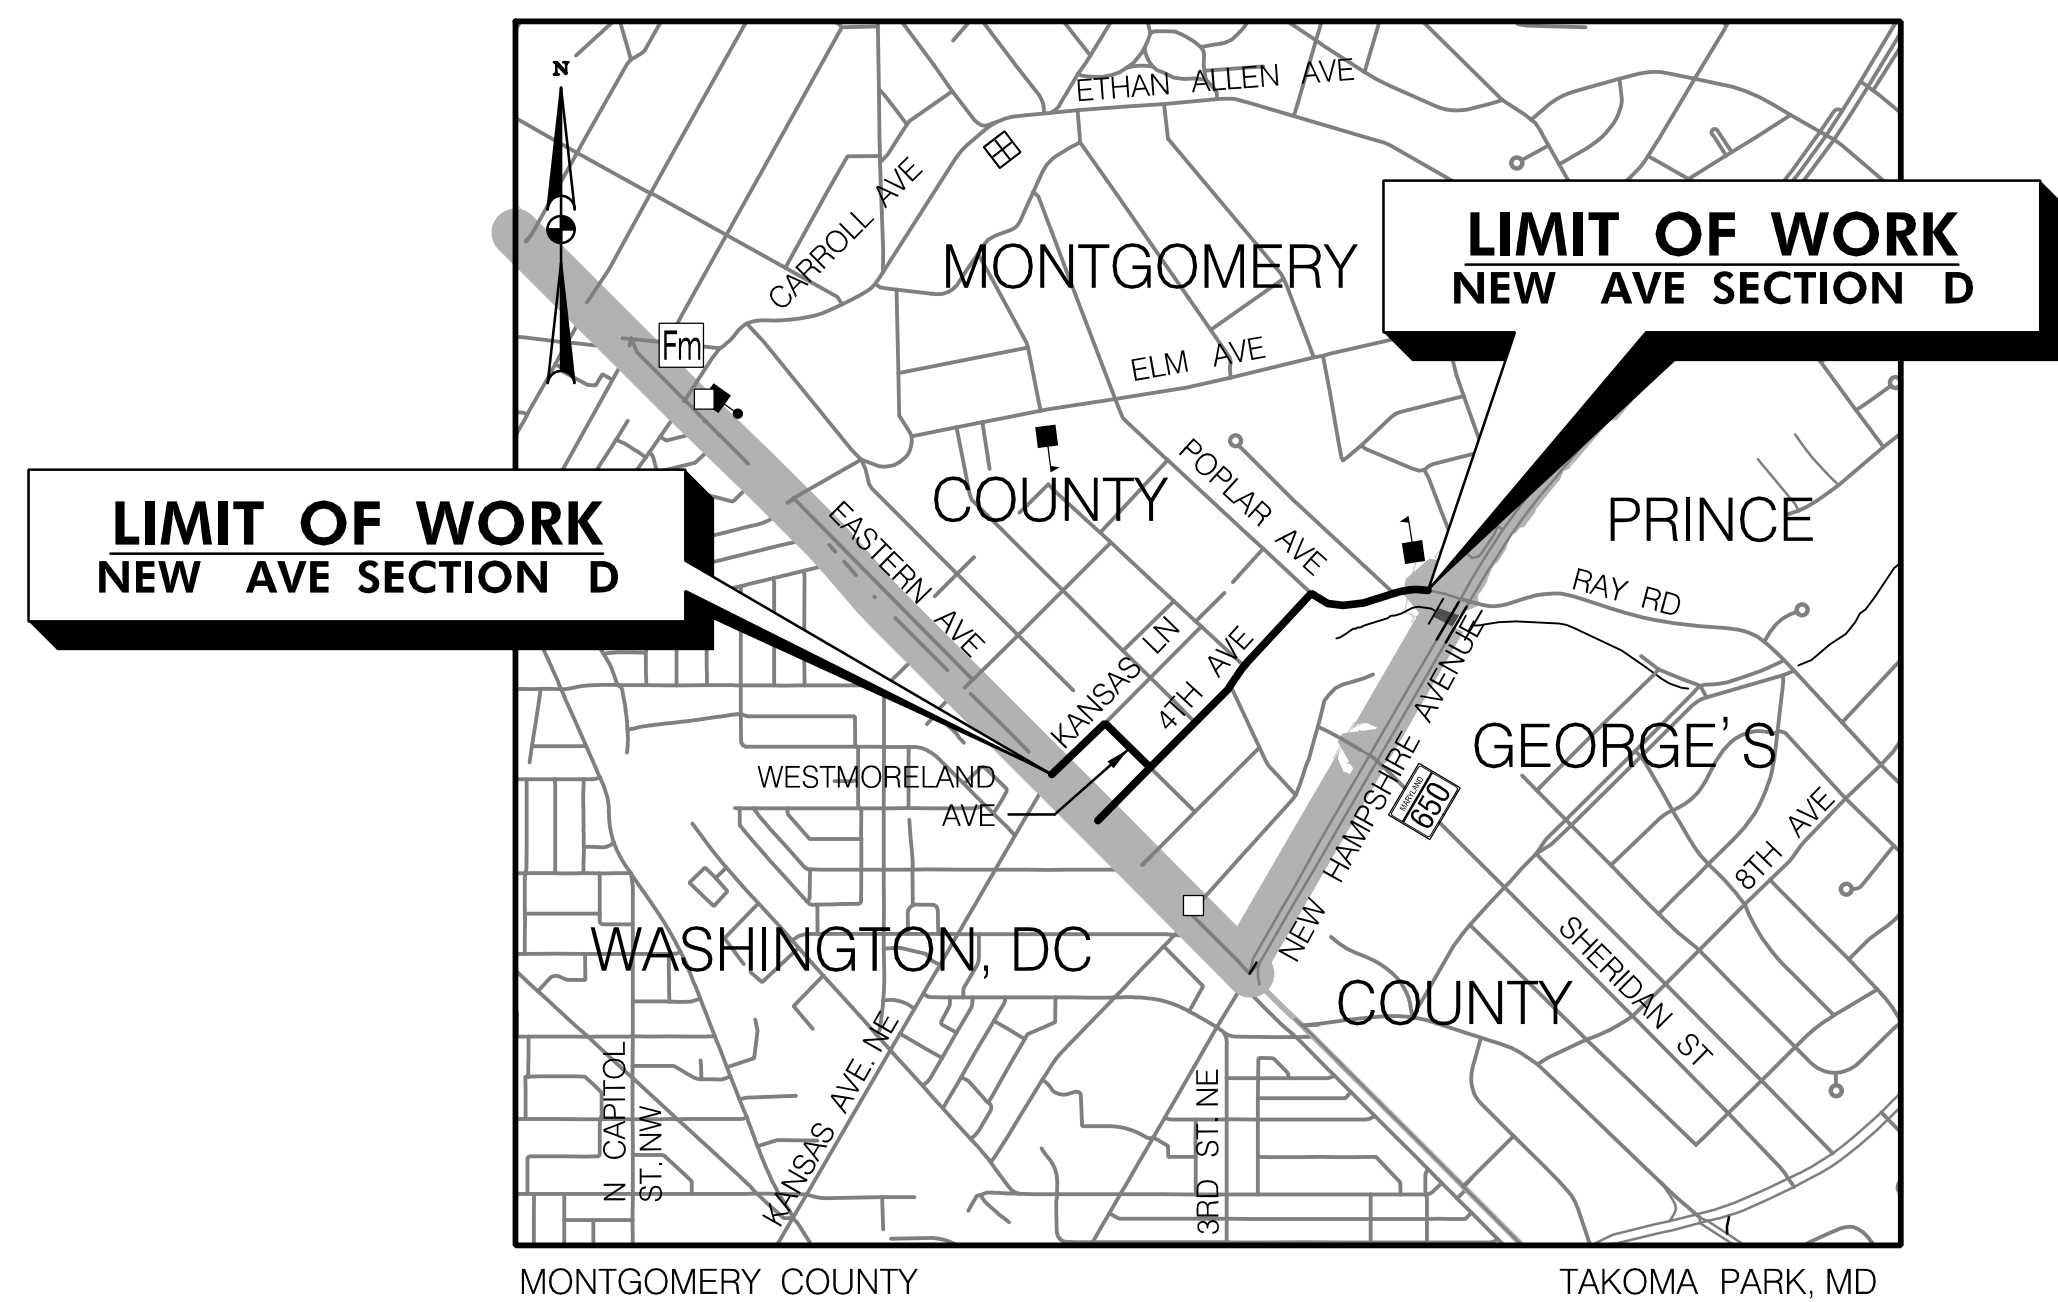 N
ETHAN ALLEN AVE
CARROLL AVE
MONTGOMERY
LIMIT OF WORK
NEW AVE SECTION D
Fm
ELM AVE
POPLAR AVE
COUNTY
LIMIT OF WORK
NEW AVE SECTION D
EASTERN AVE
PRINCE
RAY RD
KANSAS LN
4TH AVE
NEW HAMPSHIRE AVENUE
GEORGE'S
WESTMORELAND
AVE
MARYLAND
650
8TH AVE
WASHINGTON, DC
SHERIDAN ST
COUNTY
N CAPITOL
ST. NW
KANSAS AVE. NE
3RD ST. NE
MONTGOMERY COUNTY
TAKOMA PARK, MD